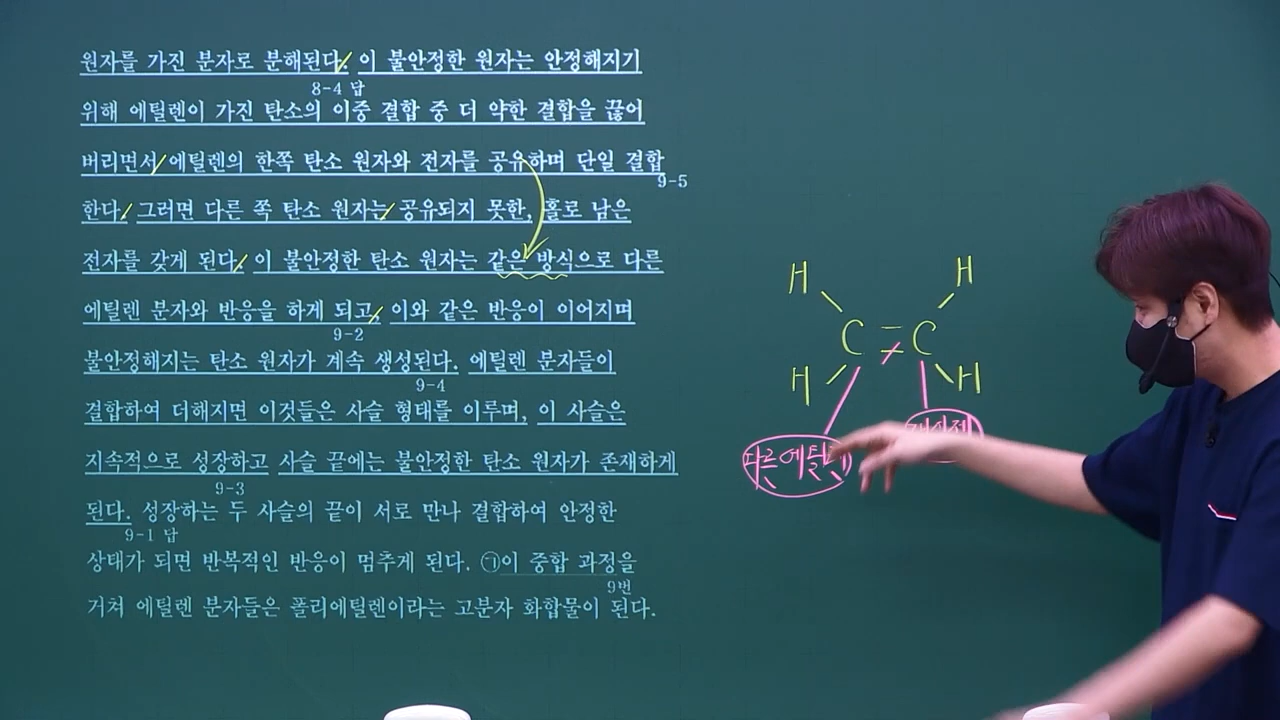 원자를 가진 분자로 분해된다. 이 불안정한 원자는 안정해지기
8-4 답
위해 에틸렌이 가진 탄소의 이중 결합 중 더 약한 결합을 끊어
버리면서 에틸렌의 한쪽 탄소 원자와 전자를 공유하며 단일 결합
9-5
한다. 그러면 다른 쪽 탄소 원자는 공유되지 못한, 홀로 남은
전자를 갖게 된다. 이 불안정한 탄소 원자는 같은 방식으로 다른
에틸렌 분자와 반응을 하게 되고, 이와 같은 반응이 이어지며
9-2
불안정해지는 탄소 원자가 계속 생성된다. 에틸렌 분자들이
9-4
결합하여 더해지면 이것들은 사슬 형태를 이루며, 이 사슬은
지속적으로 성장하고 사슬 끝에는 불안정한 탄소 원자가 존재하게
9-3
된다. 성장하는 두 사슬의 끝이 서로 만나 결합하여 안정한
9-1 답
상태가 되면 반복적인 반응이 멈추게 된다. ㉠이 중합 과정을
9번
거쳐 에틸렌 분자들은 폴리에틸렌이라는 고분자 화합물이 된다.
H H
C = C
H H
다른